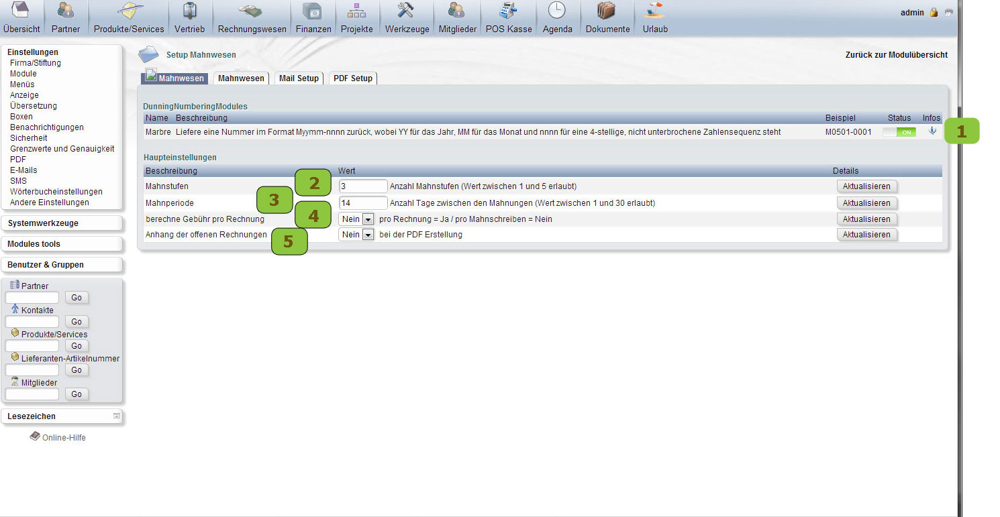 Übersicht Partner Produkte/Services Vertrieb Rechnungswesen Finanzen Projekte Werkzeuge Mitglieder POS Kasse Agenda Dokumente Urlaub
admin
Einstellungen
Firma/Stiftung
Module
Menüs
Anzeige
Übersetzung
Boxen
Benachrichtigungen
Sicherheit
Grenzwerte und Genauigkeit
PDF
E-Mails
SMS
Wörterbucheinstellungen
Andere Einstellungen
Systemwerkzeuge
Modules tools
Benutzer & Gruppen
Partner
Go
Kontakte
Go
Produkte/Services
Go
Lieferanten-Artikelnummer
Go
Mitglieder
Go
Lesezeichen
Online-Hilfe
Setup Mahnwesen
Zurück zur Modulübersicht
Mahnwesen Mahnwesen Mail Setup PDF Setup
DunningNumberingModules
Name Beschreibung Beispiel Status Infos
Marbre Liefere eine Nummer im Format Myymm-nnnn zurück, wobei YY für das Jahr, MM für das Monat und nnnn für eine 4-stellige, nicht unterbrochene Zahlensequenz steht M0501-0001 ON 1
Haupteinstellungen
Beschreibung Wert Details
Mahnstufen 2 3 Anzahl Mahnstufen (Wert zwischen 1 und 5 erlaubt) Aktualisieren
Mahnperiode 3 14 Anzahl Tage zwischen den Mahnungen (Wert zwischen 1 und 30 erlaubt) Aktualisieren
berechne Gebühr pro Rechnung 4 Nein pro Rechnung = Ja / pro Mahnschreiben = Nein Aktualisieren
Anhang der offenen Rechnungen 5 Nein bei der PDF Erstellung Aktualisieren